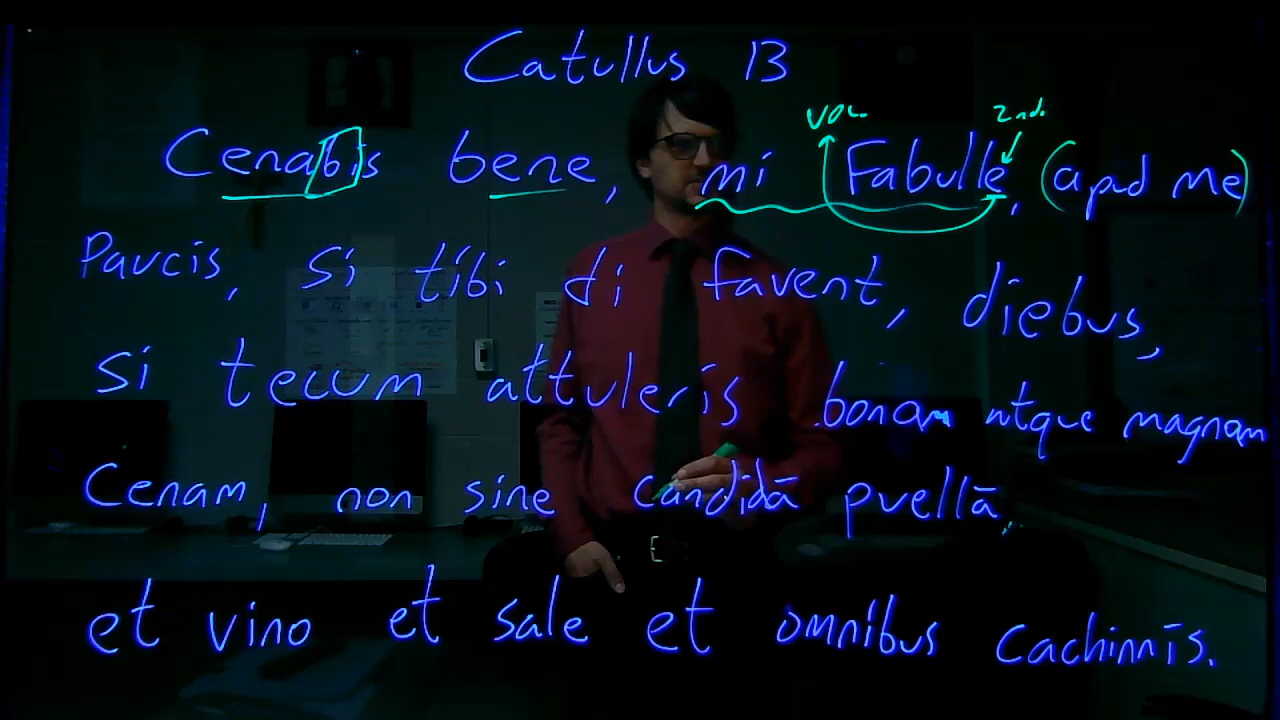 Catullus 13
voc. 2nd.
Cenabis bene, mi Fabulle, (apud me)
Paucis, si tibi di favent, diebus,
si tecum attuleris bonam atque magnam
Cenam, non sine candidā puellā,
et vino et sale et omnibus cachinnis.